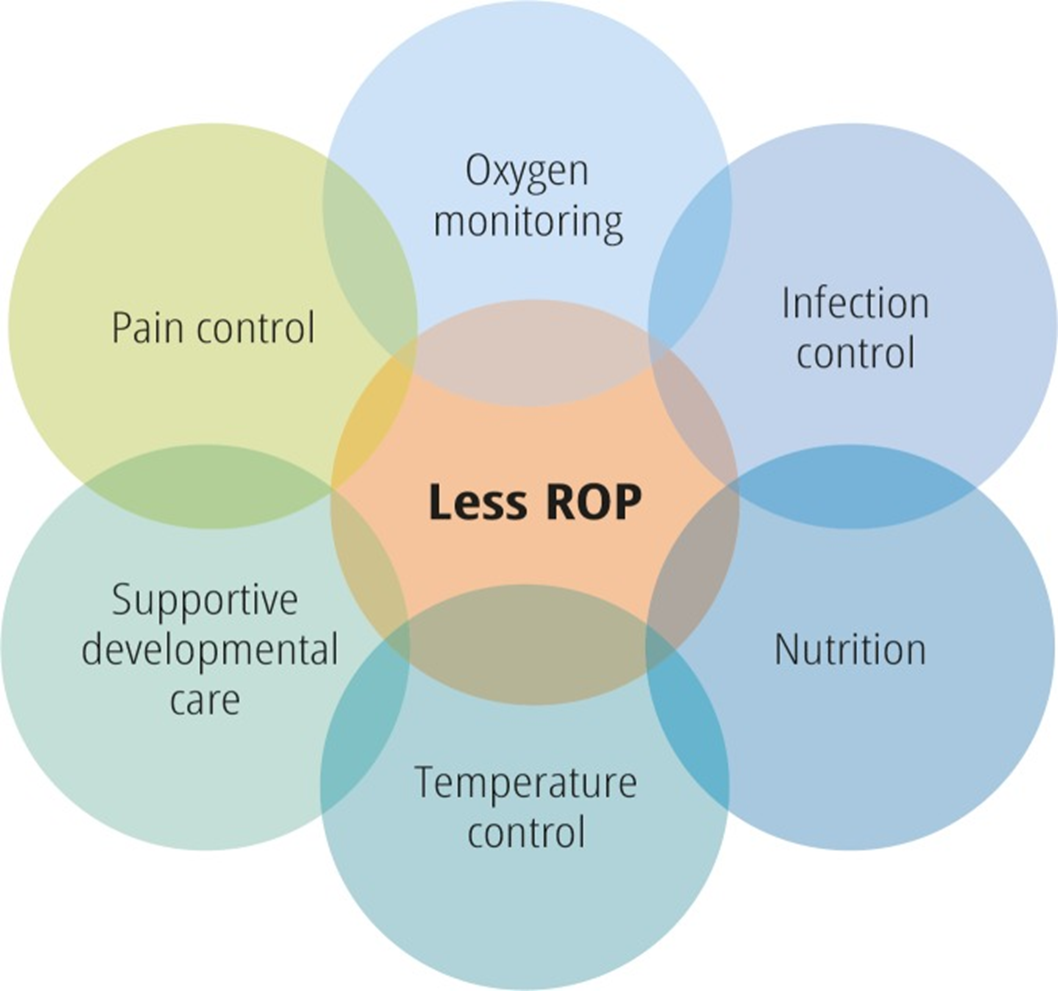 Oxygen
monitoring
Infection
control
Pain control
Less ROP
Supportive
developmental
care
Nutrition
Temperature
control